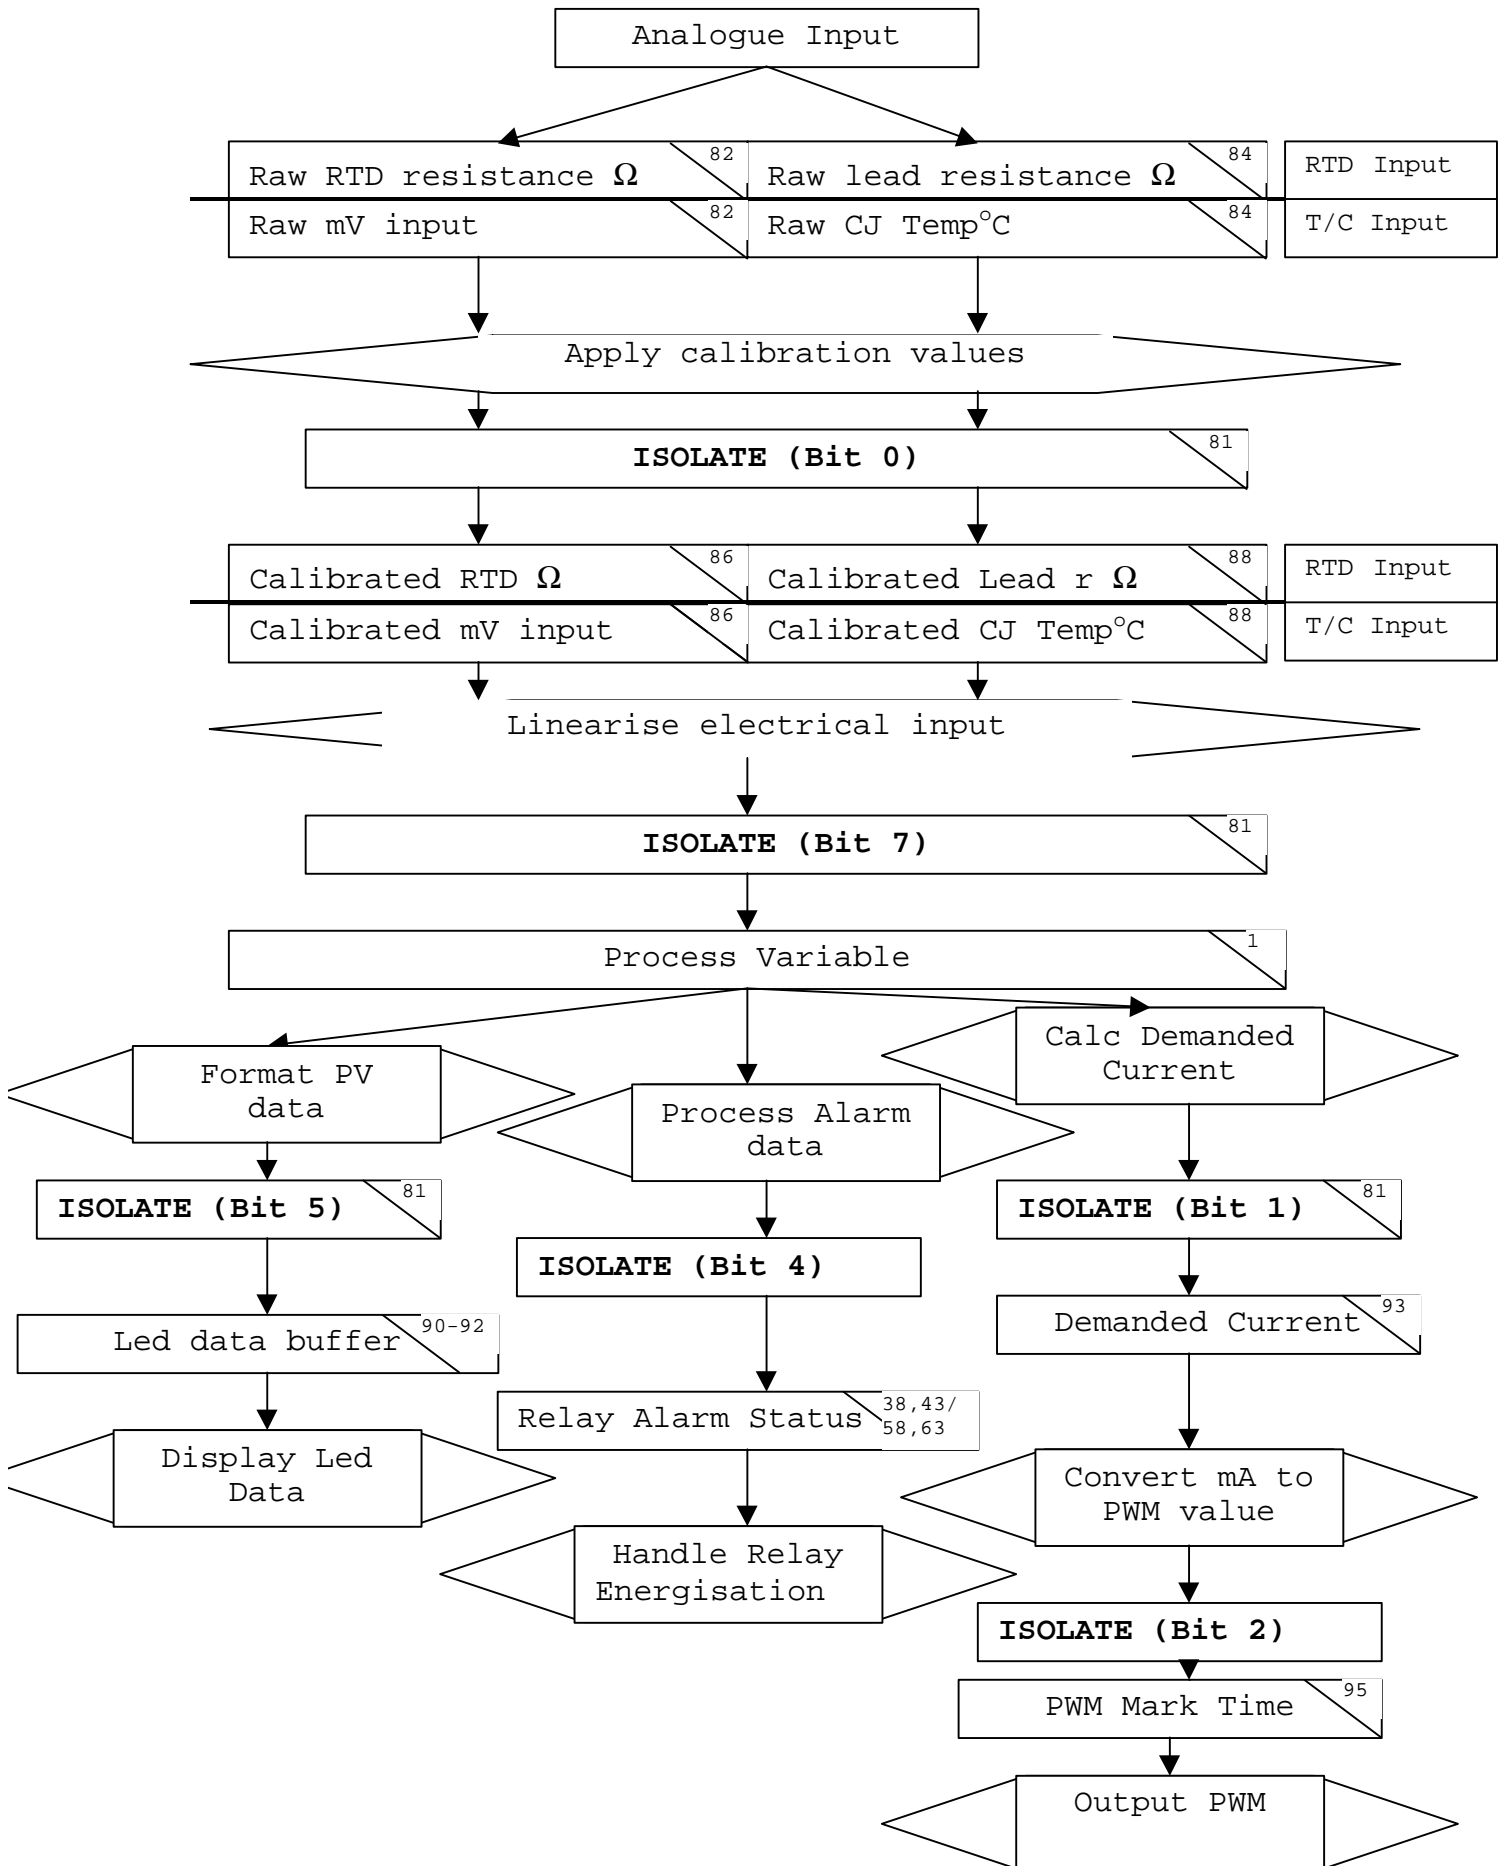 Analogue Input
Raw RTD resistance Ω
82
Raw lead resistance Ω
84
RTD Input
Raw mV input
82
Raw CJ Temp°C
84
T/C Input
Apply calibration values
ISOLATE (Bit 0)
81
Calibrated RTD Ω
86
Calibrated Lead r Ω
88
RTD Input
Calibrated mV input
86
Calibrated CJ Temp°C
88
T/C Input
Linearise electrical input
ISOLATE (Bit 7)
81
Process Variable
1
Format PV
data
Process Alarm
data
Calc Demanded
Current
ISOLATE (Bit 5)
81
ISOLATE (Bit 4)
ISOLATE (Bit 1)
81
Led data buffer
90-92
Relay Alarm Status
38,43/
58,63
Demanded Current
93
Display Led
Data
Handle Relay
Energisation
Convert mA to
PWM value
ISOLATE (Bit 2)
PWM Mark Time
95
Output PWM